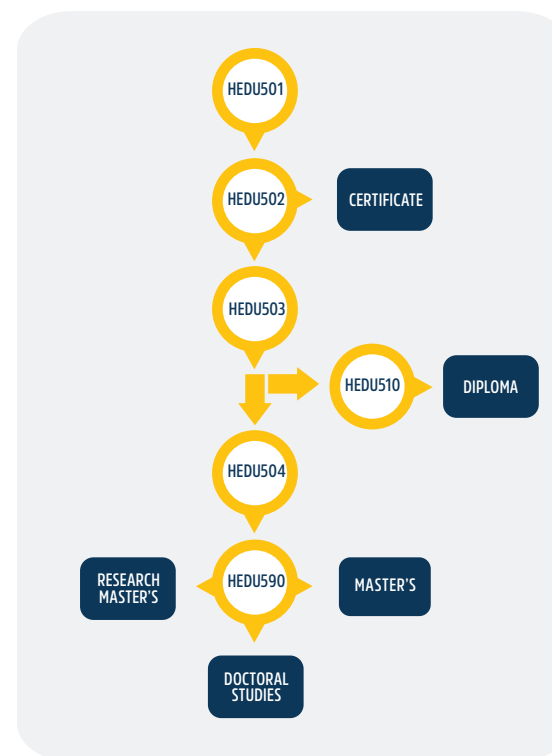 HEDU501
HEDU502
CERTIFICATE
HEDU503
HEDU510
DIPLOMA
HEDU504
RESEARCH
MASTER'S
HEDU590
MASTER'S
DOCTORAL
STUDIES